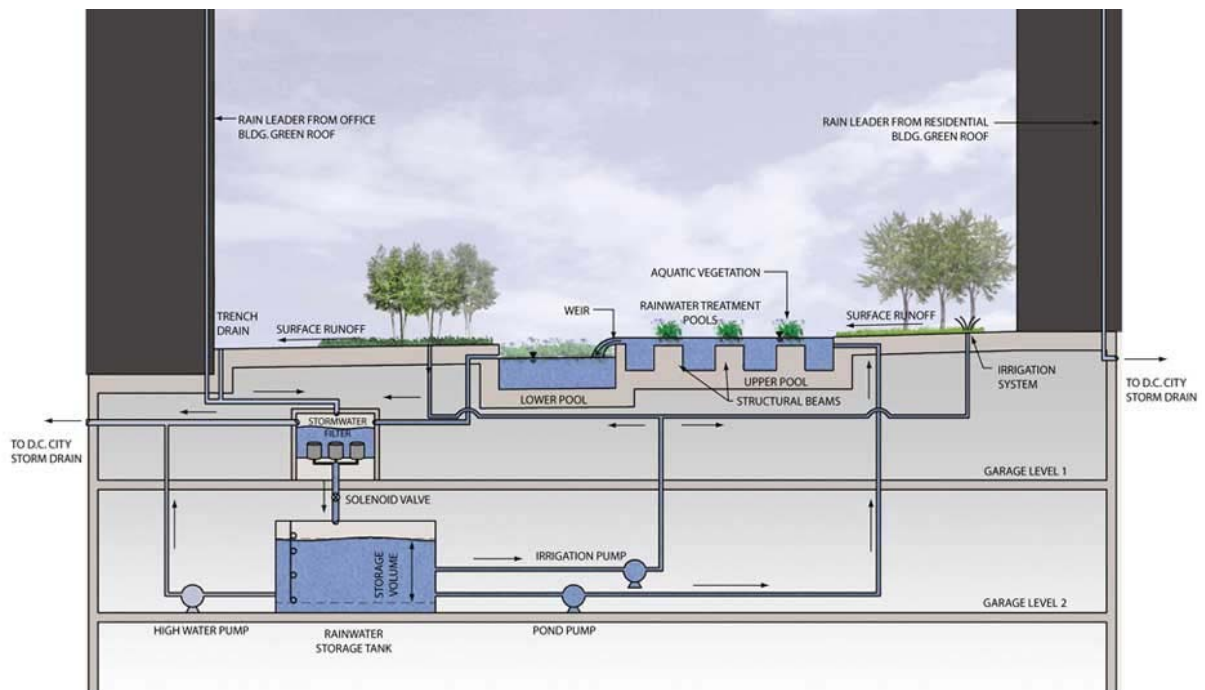 RAIN LEADER FROM OFFICE
BLDG. GREEN ROOF
RAIN LEADER FROM RESIDENTIAL
BLDG. GREEN ROOF
AQUATIC VEGETATION
RAINWATER TREATMENT
POOLS
WEIR
TRENCH
DRAIN
SURFACE RUNOFF
SURFACE RUNOFF
IRRIGATION
SYSTEM
TO D.C. CITY
STORM DRAIN
UPPER POOL
LOWER POOL
STRUCTURAL BEAMS
STORMWATER
FILTER
TO D.C. CITY
STORM DRAIN
GARAGE LEVEL 1
SOLENOID VALVE
STORAGE
VOLUME
IRRIGATION PUMP
GARAGE LEVEL 2
HIGH WATER PUMP
RAINWATER
STORAGE TANK
POND PUMP